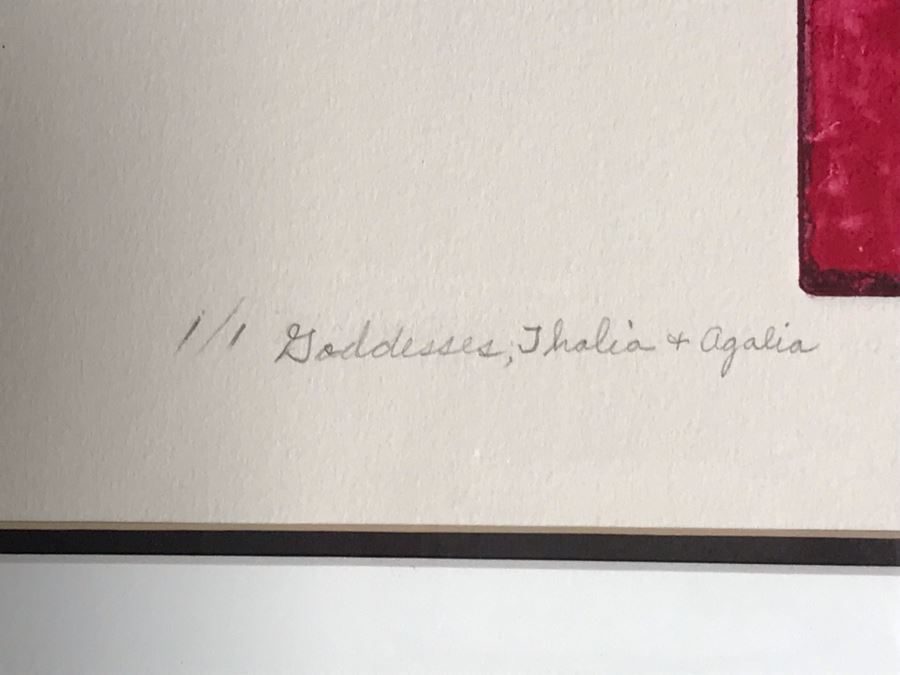 1/1 Goddesses, Thalia + Agalia